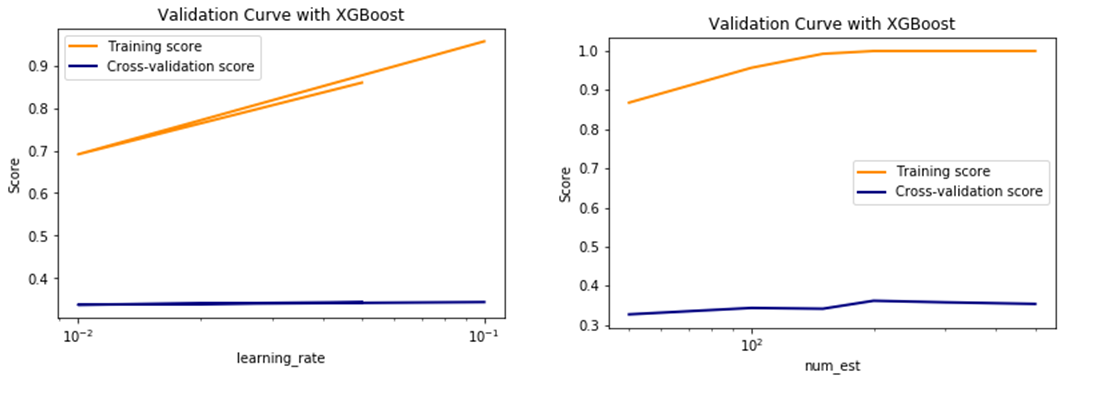 Validation Curve with XGBoost
Training score
Cross-validation score
0.9
0.8
0.7
0.6
0.5
0.4
Score
10⁻²
10⁻¹
learning_rate
Validation Curve with XGBoost
1.0
0.9
0.8
0.7
0.6
0.5
0.4
0.3
Score
Training score
Cross-validation score
10²
num_est